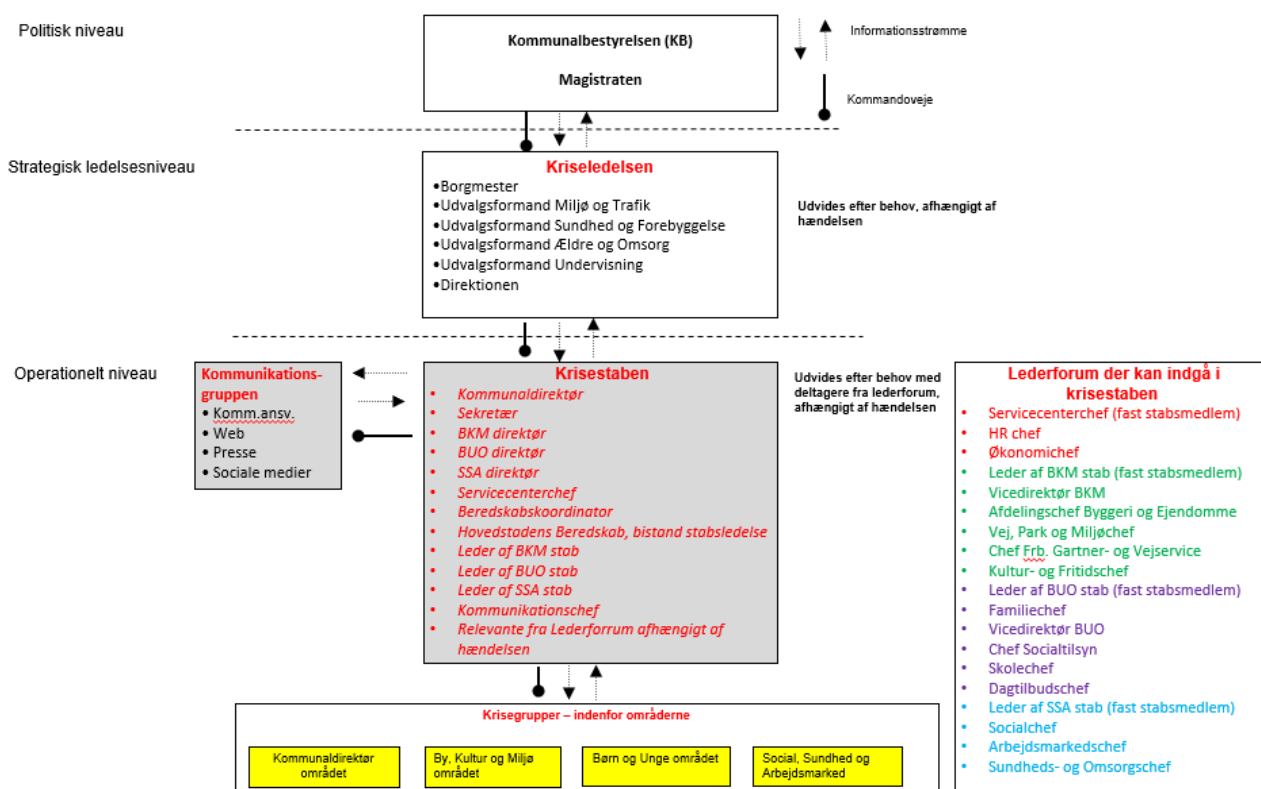 Politisk niveau
Kommunalbestyrelsen (KB)
Magistraten
Informationsstrømme
Kommandoveje
Strategisk ledelsesniveau
Kriseledelsen
•Borgmester
•Udvalgsformand Miljø og Trafik
•Udvalgsformand Sundhed og Forebyggelse
•Udvalgsformand Ældre og Omsorg
•Udvalgsformand Undervisning
•Direktionen
Udvides efter behov, afhængigt af
hændelsen
Operationelt niveau
Kommunikations-
gruppen
• Komm.ansv.
• Web
• Presse
• Sociale medier
Krisestaben
• Kommunaldirektør
• Sekretær
• BKM direktør
• BUO direktør
• SSA direktør
• Servicecenterchef
• Beredskabskoordinator
• Hovedstadens Beredskab, bistand stabsledelse
• Leder af BKM stab
• Leder af BUO stab
• Leder af SSA stab
• Kommunikationschef
• Relevante fra Lederforrum afhængigt af
hændelsen
Udvides efter behov med
deltagere fra lederforum,
afhængigt af hændelsen
Lederforum der kan indgå i
krisestaben
• Servicecenterchef (fast stabsmedlem)
• HR chef
• Økonomichef
• Leder af BKM stab (fast stabsmedlem)
• Vicedirektør BKM
• Afdelingschef Byggeri og Ejendomme
• Vej, Park og Miljøchef
• Chef Frb. Gartner- og Vejservice
• Kultur- og Fritidschef
• Leder af BUO stab (fast stabsmedlem)
• Familiechef
• Vicedirektør BUO
• Chef Socialtilsyn
• Skolechef
• Dagtilbudschef
• Leder af SSA stab (fast stabsmedlem)
• Socialchef
• Arbejdsmarkedschef
• Sundheds- og Omsorgschef
Krisegrupper – indenfor områderne
Kommunaldirektør
området
By, Kultur og Miljø
området
Børn og Unge området
Social, Sundhed og
Arbejdsmarked